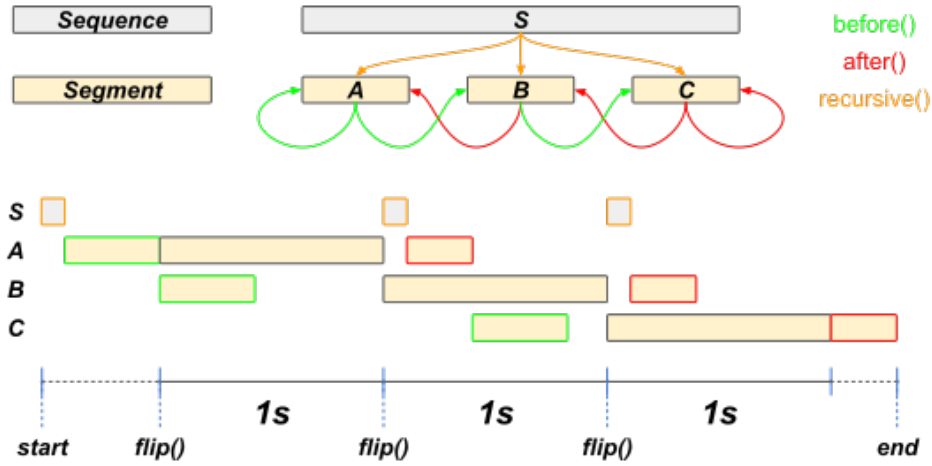 Sequence
S
before()
after()
Segment
A
B
C
recursive()
S
A
B
C
1s
1s
1s
start
flip()
flip()
flip()
end